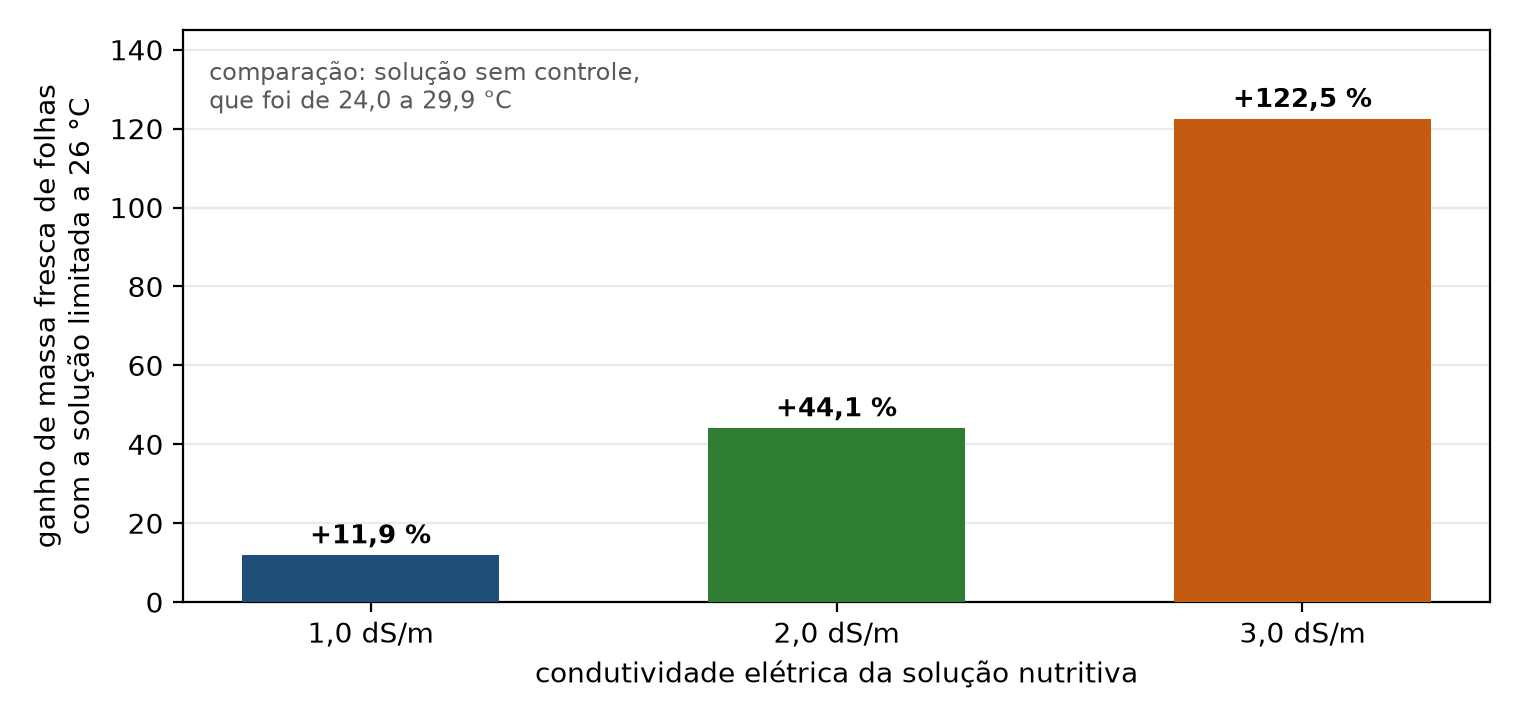 ganho de massa fresca de folhas
com a solução limitada a 26 °C
140
120
100
80
60
40
20
0
comparação: solução sem controle,
que foi de 24,0 a 29,9 °C
+11,9 %
+44,1 %
+122,5 %
1,0 dS/m
2,0 dS/m
3,0 dS/m
condutividade elétrica da solução nutritiva